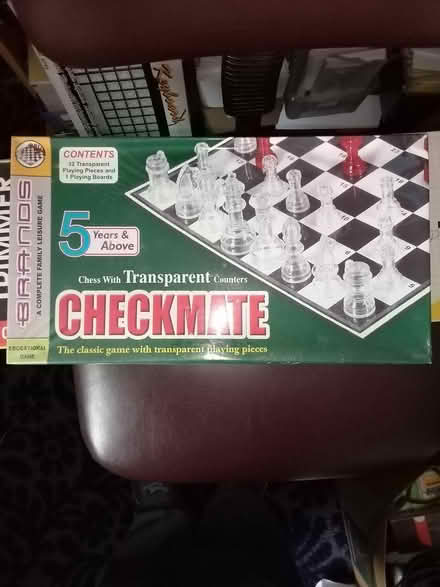 CONTENTS
32 Transparent
Playing Pieces and
1 Playing Boards
BRANDS
A COMPLETE FAMILY LEISURE GAME
5 Years &
Above
Chess With Transparent Counters
CHECKMATE
The classic game with transparent playing pieces
EDUCATIONAL
GAME
TRIMMER